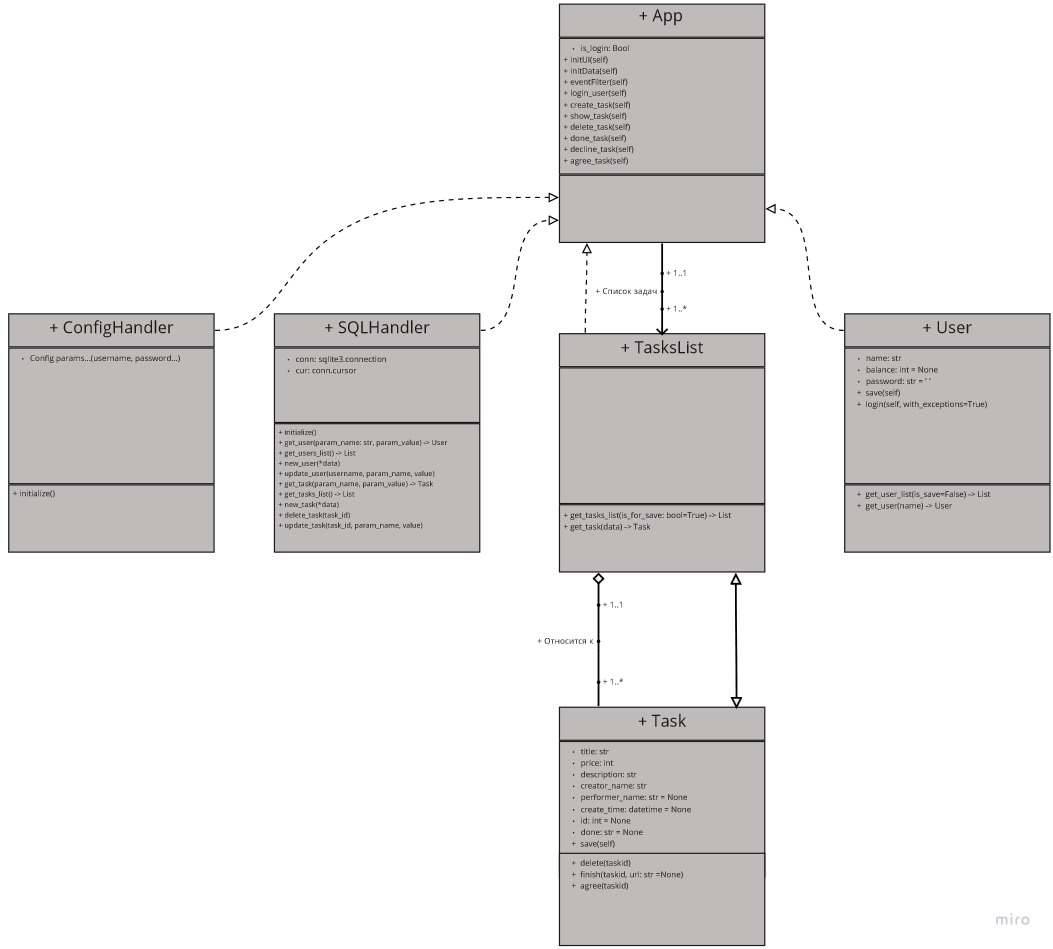 + App
• is_login: Bool
+ initUI(self)
+ initData(self)
+ eventFilter(self)
+ login_user(self)
+ create_task(self)
+ show_task(self)
+ delete_task(self)
+ done_task(self)
+ decline_task(self)
+ agree_task(self)
+ 1..1
+ Список задач
+ 1..*
+ ConfigHandler
• Config params...(username, password...)
+ initialize()
+ SQLHandler
• conn: sqlite3.connection
• cur: conn.cursor
+ initialize()
+ get_user(param_name: str, param_value) -> User
+ get_users_list() -> List
+ new_user(*data)
+ update_user(username, param_name, value)
+ get_task(param_name, param_value) -> Task
+ get_tasks_list() -> List
+ new_task(*data)
+ delete_task(task_id)
+ update_task(task_id, param_name, value)
+ TasksList
+ get_tasks_list(is_for_save: bool=True) -> List
+ get_task(data) -> Task
+ User
• name: str
• balance: int = None
• password: str = ""
+ save(self)
+ login(self, with_exceptions=True)
+ get_user_list(is_save=False) -> List
+ get_user(name) -> User
+ 1..1
+ Относится к
+ 1..*
+ Task
• title: str
• price: int
• description: str
• creator_name: str
• performer_name: str = None
• create_time: datetime = None
• id: int = None
• done: str = None
+ save(self)
+ delete(taskid)
+ finish(taskid, url: str =None)
+ agree(taskid)
miro